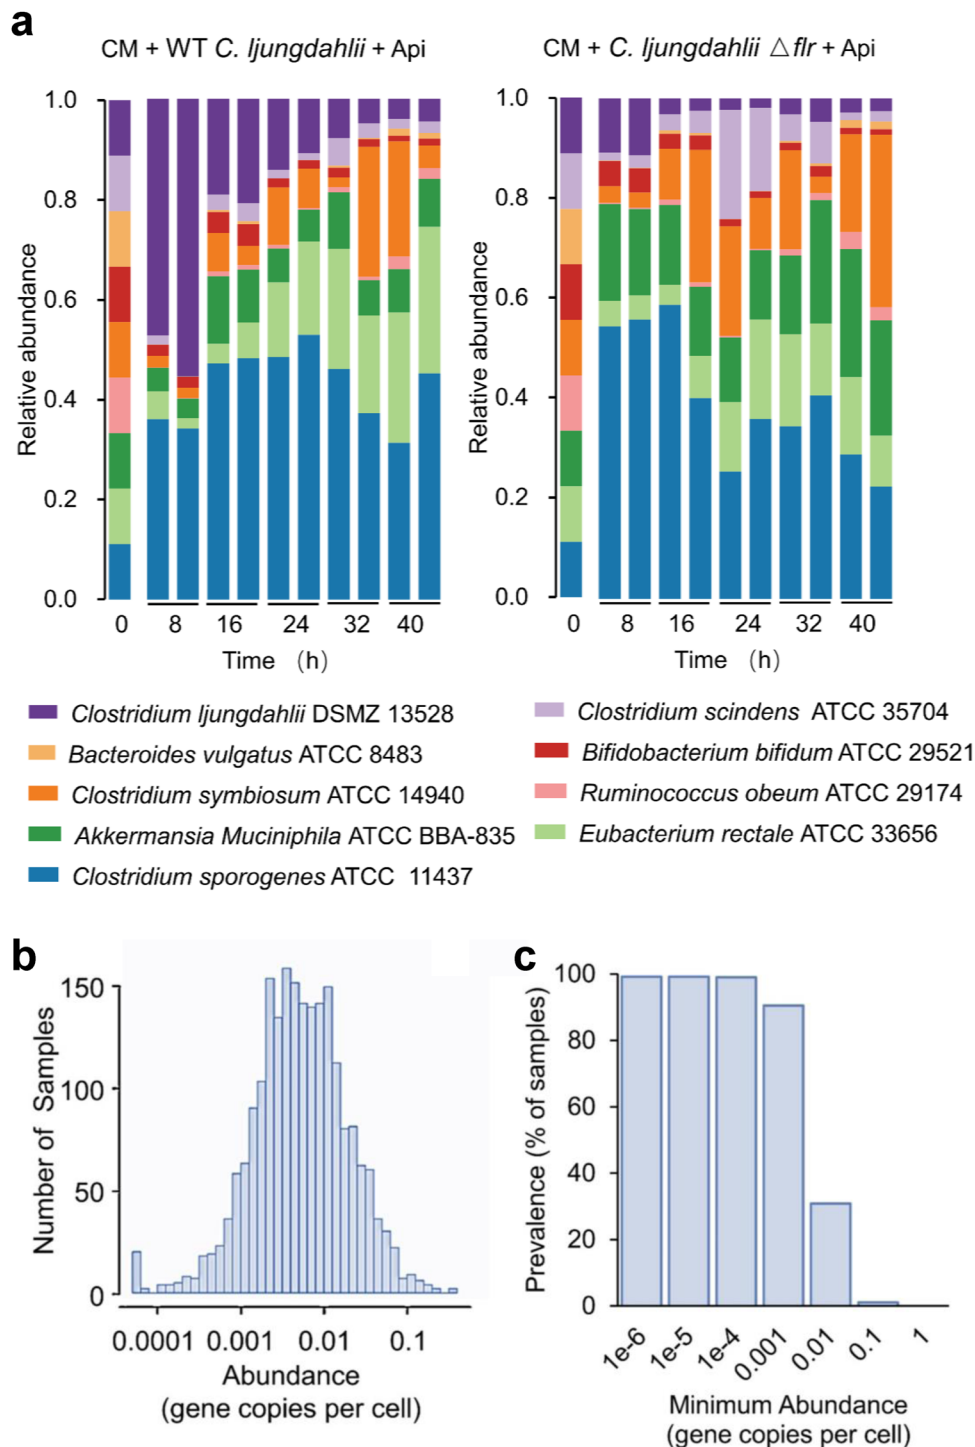 a
CM + WT C. ljungdahlii + Api
CM + C. ljungdahlii △flr + Api
Relative abundance
1.0
0.8
0.6
0.4
0.2
0.0
0 8 16 24 32 40
Time (h)
Relative abundance
1.0
0.8
0.6
0.4
0.2
0.0
0 8 16 24 32 40
Time (h)
Clostridium ljungdahlii DSMZ 13528
Bacteroides vulgatus ATCC 8483
Clostridium symbiosum ATCC 14940
Akkermansia Muciniphila ATCC BBA-835
Clostridium sporogenes ATCC 11437
Clostridium scindens ATCC 35704
Bifidobacterium bifidum ATCC 29521
Ruminococcus obeum ATCC 29174
Eubacterium rectale ATCC 33656
b
Number of Samples
150
100
50
0
0.0001 0.001 0.01 0.1
Abundance
(gene copies per cell)
c
Prevalence (% of samples)
100
80
60
40
20
0
1e-6 1e-5 1e-4 0.001 0.01 0.1 1
Minimum Abundance
(gene copies per cell)